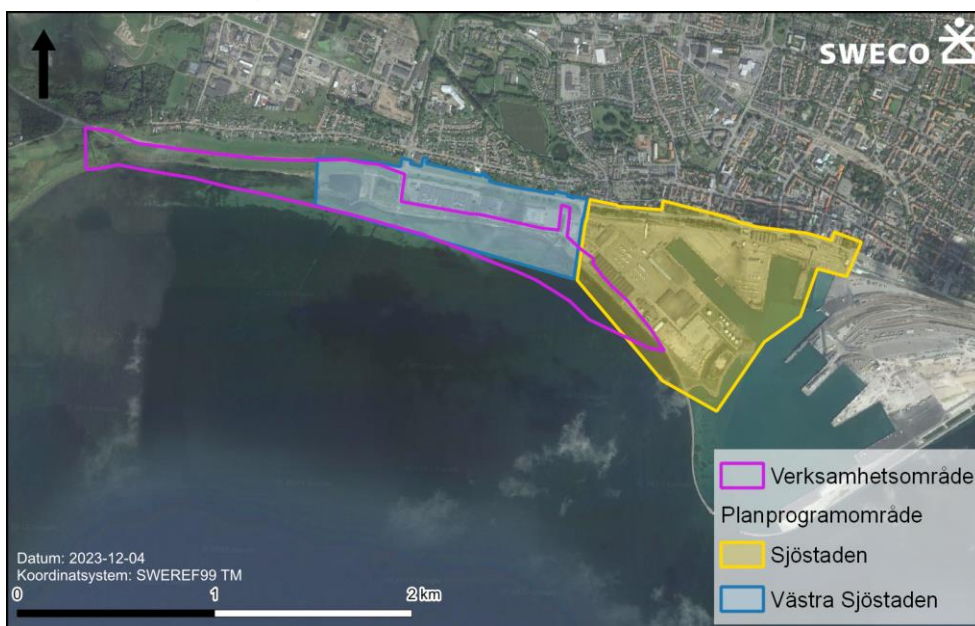 SWECO
Verksamhetsområde
Planprogramområde
Sjöstaden
Västra Sjöstaden
Datum: 2023-12-04
Koordinatsystem: SWEREF99 TM
0 1 2 km